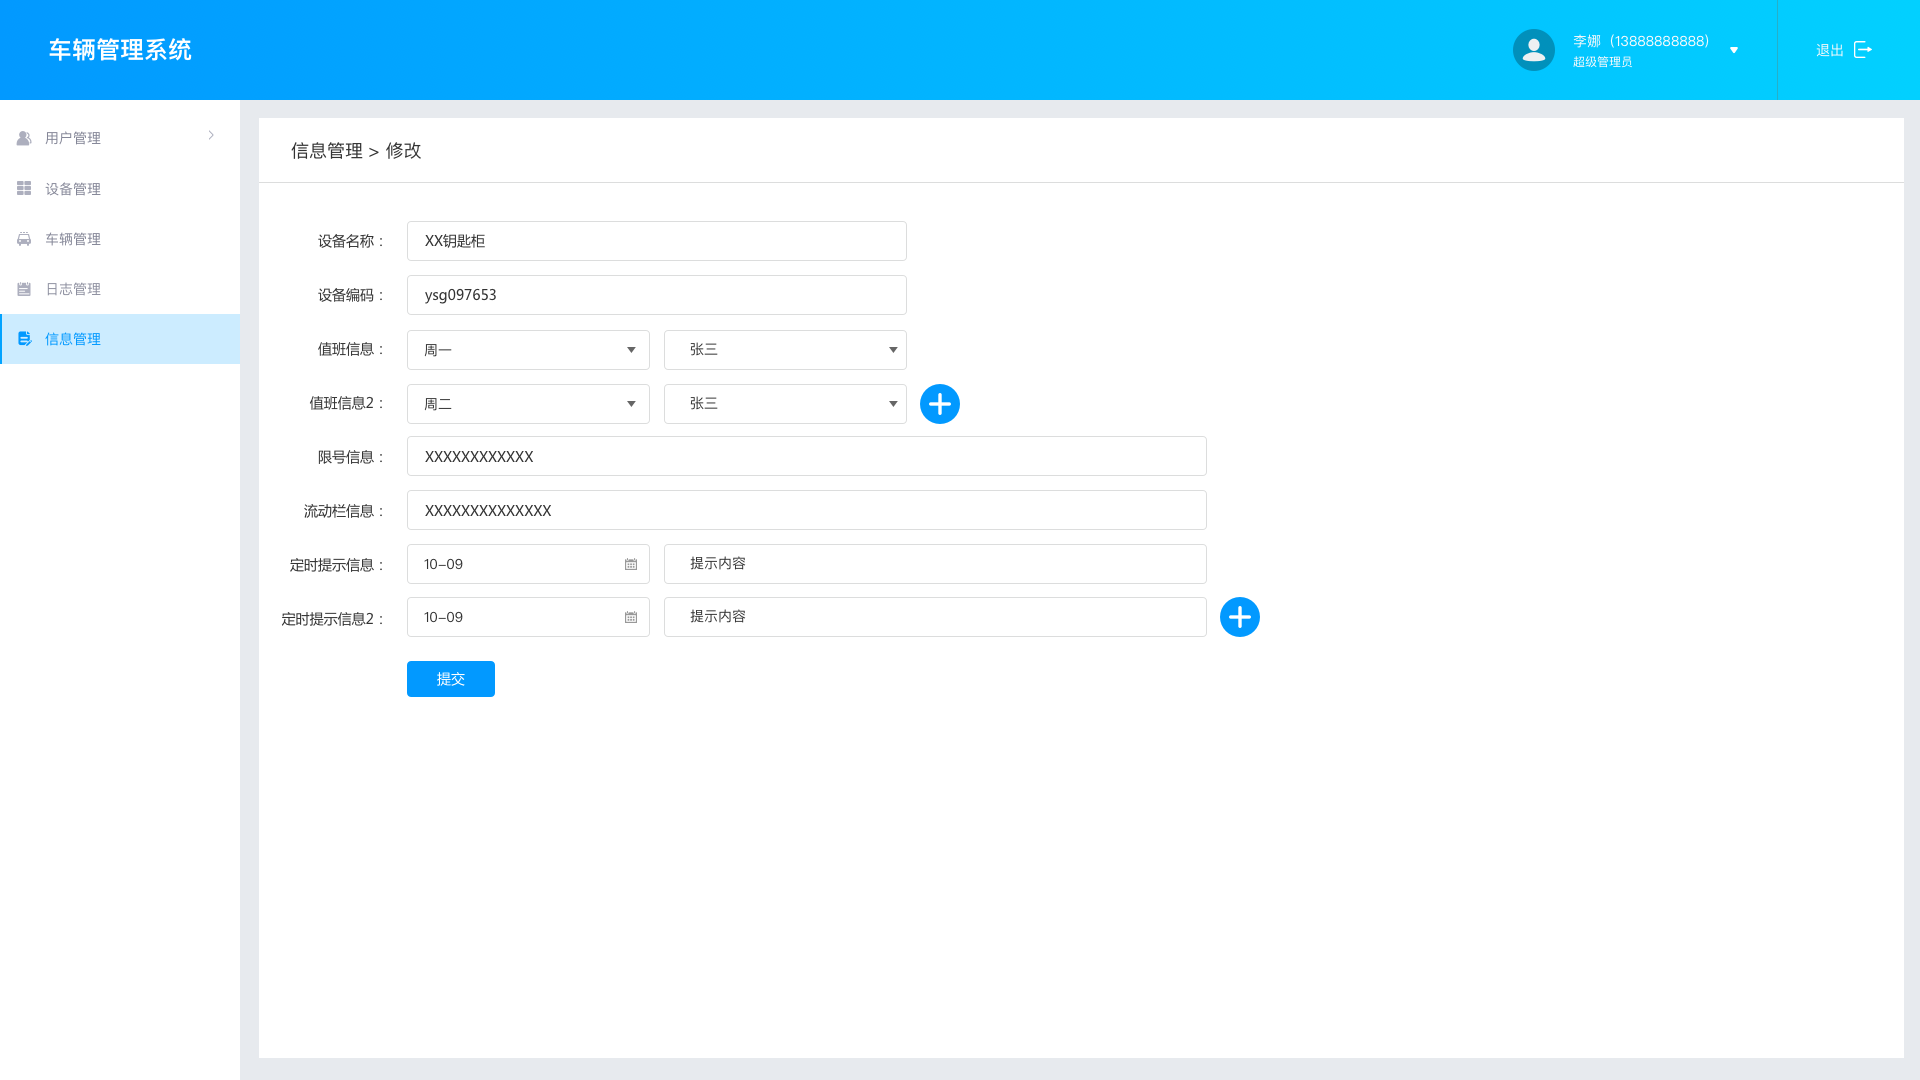 车辆管理系统
李娜（13888888888）
超级管理员
退出
用户管理
设备管理
车辆管理
日志管理
信息管理
信息管理 > 修改
设备名称： XX钥匙柜
设备编码： ysg097653
值班信息： 周一 张三
值班信息2： 周二 张三
限号信息： XXXXXXXXXXXX
流动栏信息： XXXXXXXXXXXXXX
定时提示信息： 10-09 提示内容
定时提示信息2： 10-09 提示内容
提交